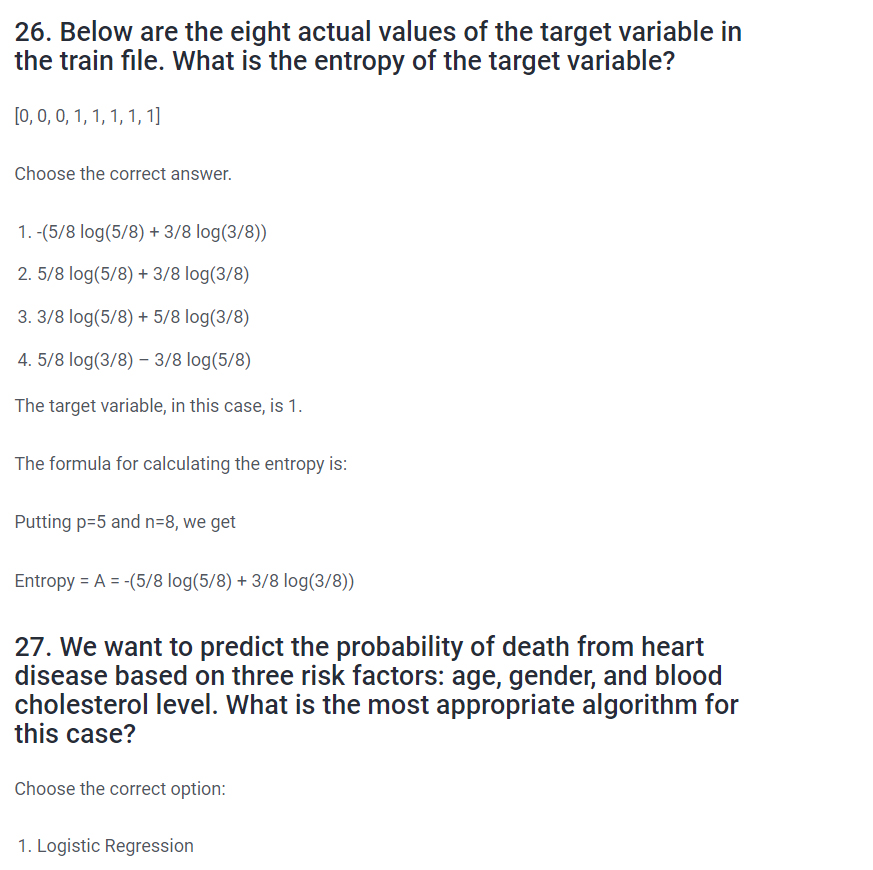 26. Below are the eight actual values of the target variable in
the train file. What is the entropy of the target variable?
[0, 0, 0, 1, 1, 1, 1, 1]
Choose the correct answer.
1. -(5/8 log(5/8) + 3/8 log(3/8))
2. 5/8 log(5/8) + 3/8 log(3/8)
3. 3/8 log(5/8) + 5/8 log(3/8)
4. 5/8 log(3/8) – 3/8 log(5/8)
The target variable, in this case, is 1.
The formula for calculating the entropy is:
Putting p=5 and n=8, we get
Entropy = A = -(5/8 log(5/8) + 3/8 log(3/8))
27. We want to predict the probability of death from heart
disease based on three risk factors: age, gender, and blood
cholesterol level. What is the most appropriate algorithm for
this case?
Choose the correct option:
1. Logistic Regression